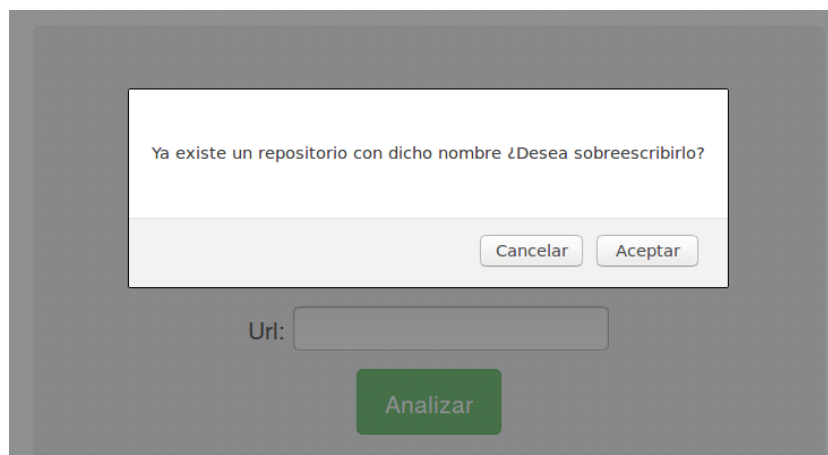 Ya existe un repositorio con dicho nombre ¿Desea sobreescribirlo?
Cancelar Aceptar
Url:
Analizar